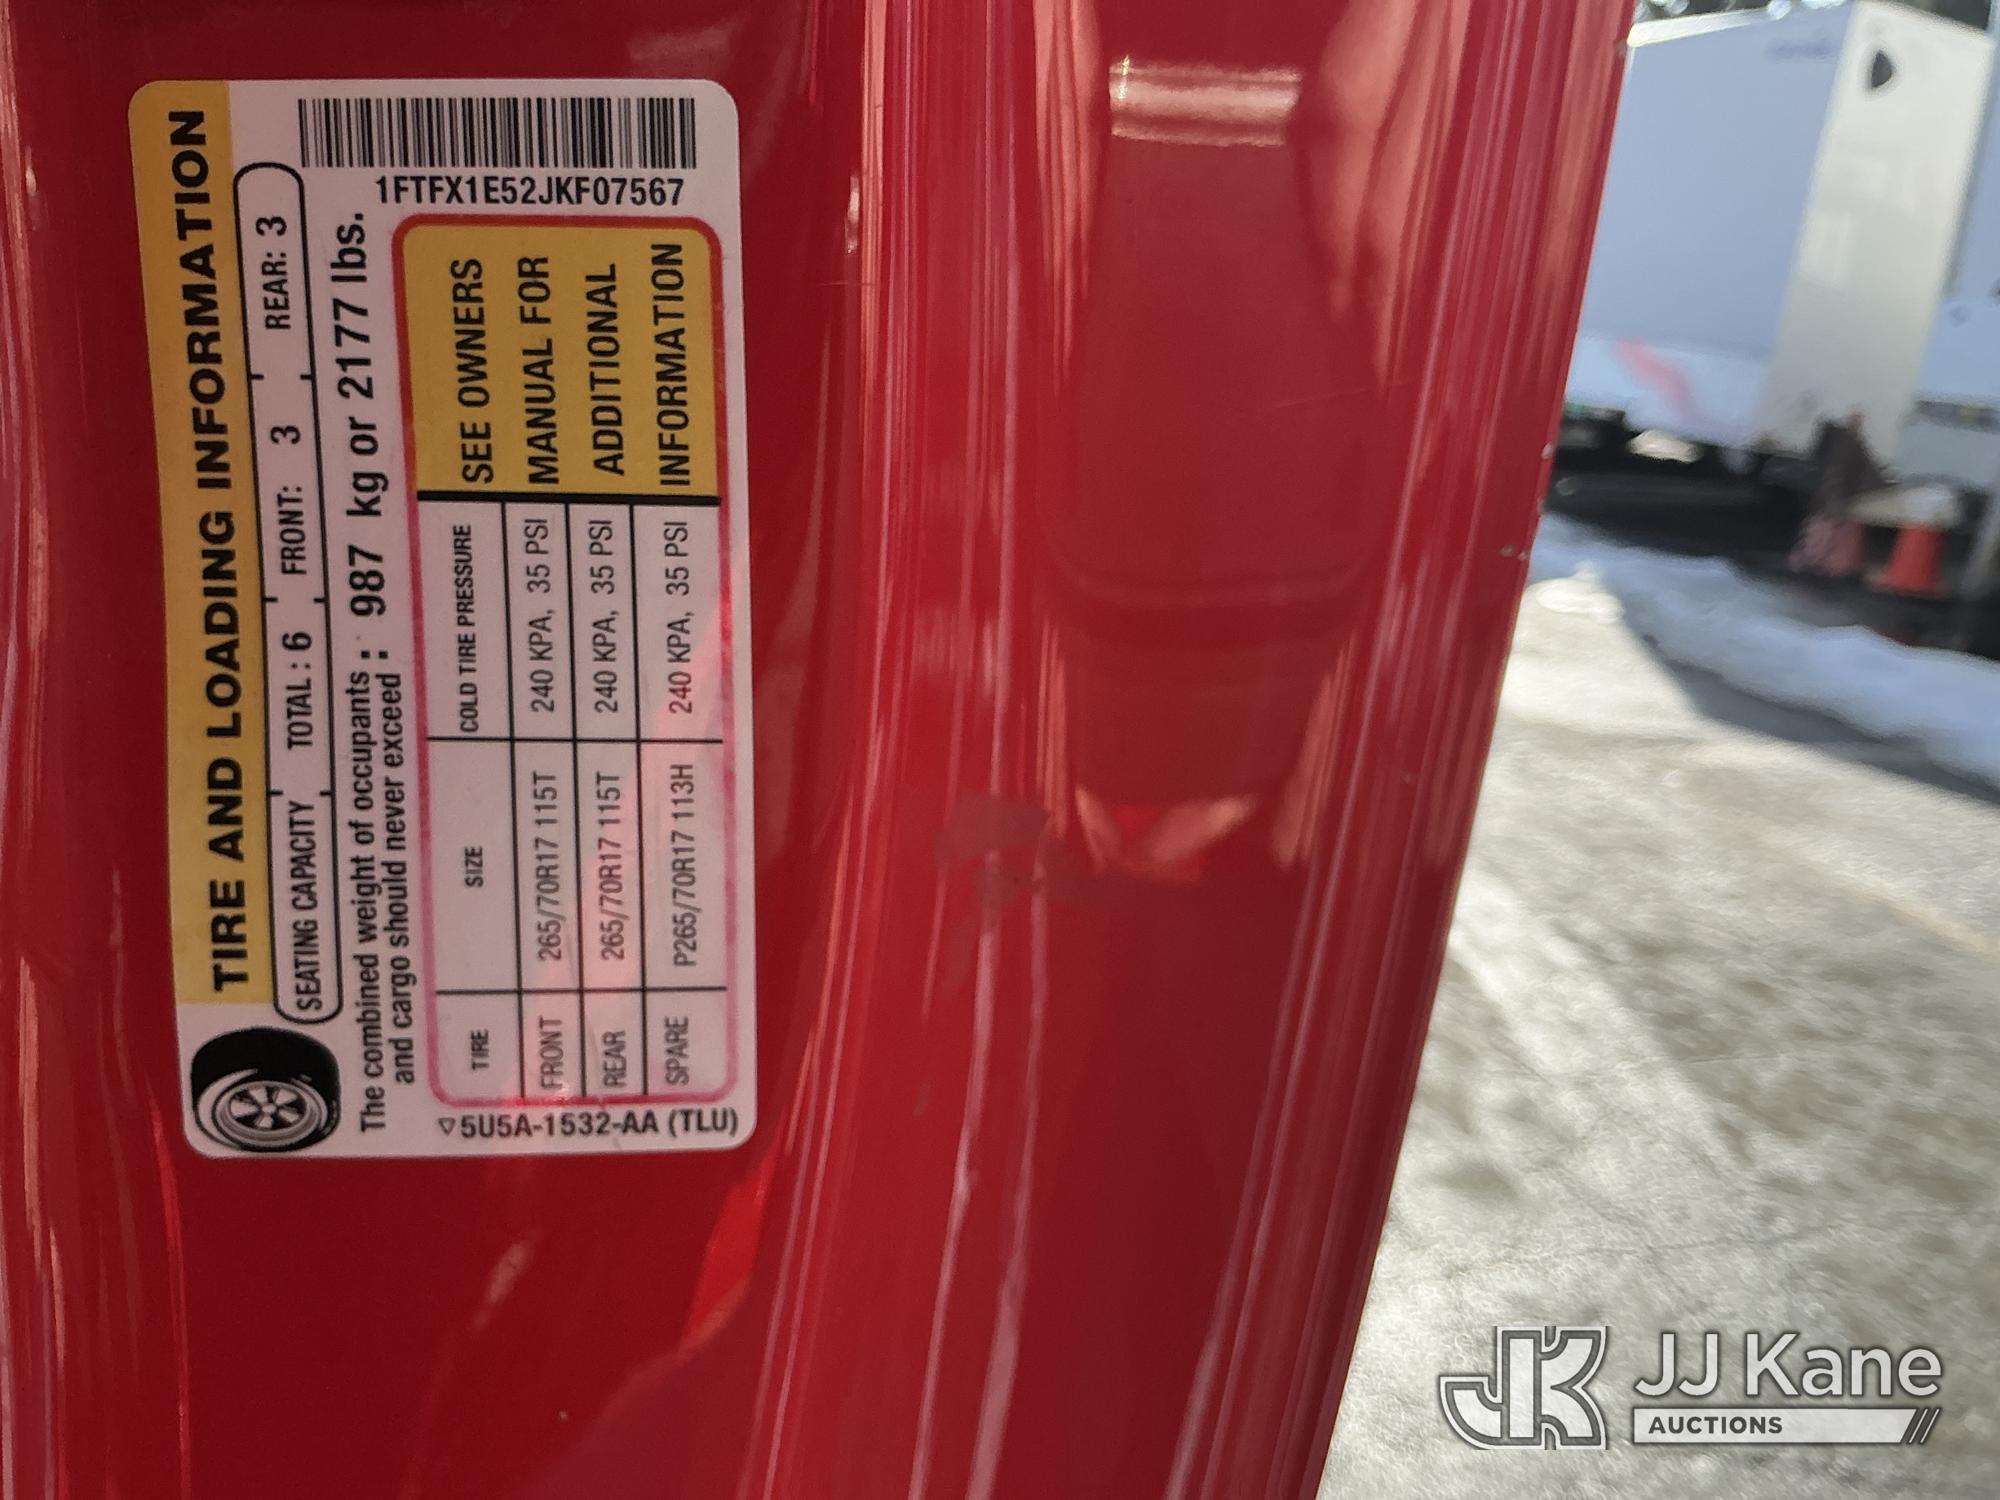 TIRE AND LOADING INFORMATION
SEATING CAPACITY TOTAL : 6 FRONT: 3 REAR: 3
The combined weight of occupants
and cargo should never exceed : 987 kg or 2177 lbs.
1FTFX1E52JKF07567
TIRE SIZE COLD TIRE PRESSURE
FRONT 265/70R17 115T 240 KPA, 35 PSI
REAR 265/70R17 115T 240 KPA, 35 PSI
SPARE P265/70R17 113H 240 KPA, 35 PSI
SEE OWNERS
MANUAL FOR
ADDITIONAL
INFORMATION
5U5A-1532-AA (TLU)
JK JJ Kane
AUCTIONS